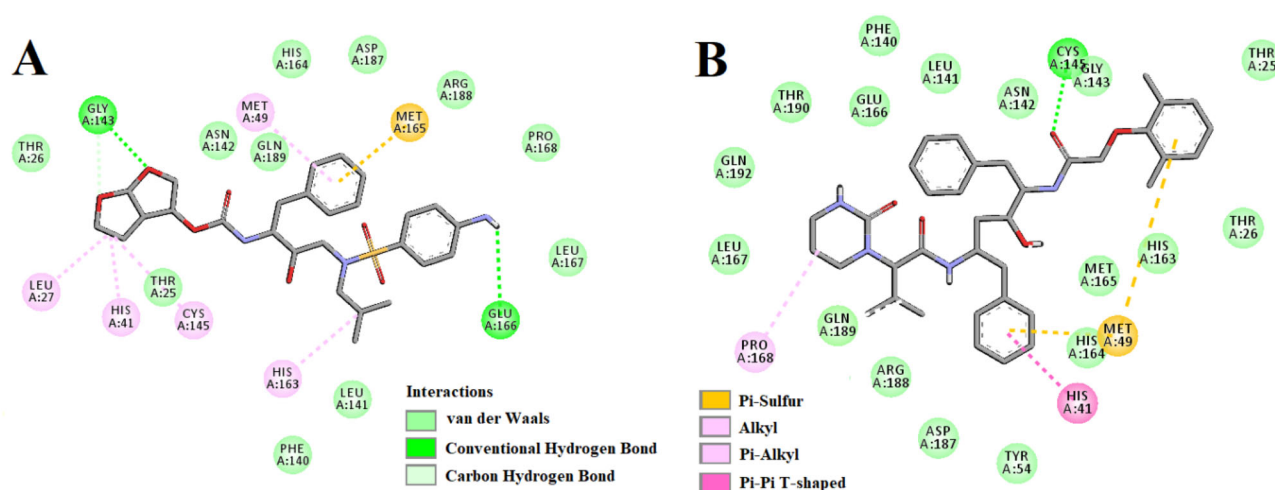 A
HIS
A:164
ASP
A:187
MET
A:49
ARG
A:188
GLY
A:143
MET
A:165
THR
A:26
ASN
A:142
GLN
A:189
PRO
A:168
LEU
A:27
HIS
A:41
THR
A:25
CYS
A:145
LEU
A:167
GLU
A:166
HIS
A:163
LEU
A:141
PHE
A:140
Interactions
van der Waals
Conventional Hydrogen Bond
Carbon Hydrogen Bond
B
PHE
A:140
LEU
A:141
CYS
A:145
GLY
A:143
THR
A:25
THR
A:190
GLU
A:166
ASN
A:142
GLN
A:192
THR
A:26
LEU
A:167
HIS
A:163
MET
A:165
GLN
A:189
MET
A:49
HIS
A:164
PRO
A:168
ARG
A:188
HIS
A:41
ASP
A:187
TYR
A:54
Pi-Sulfur
Alkyl
Pi-Alkyl
Pi-Pi T-shaped